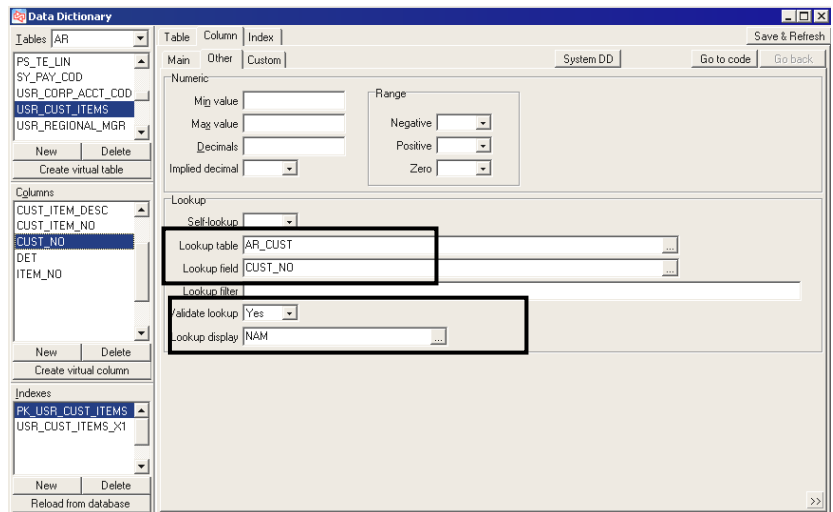 Data Dictionary
Tables AR
PS_TE_LIN
SY_PAY_COD
USR_CORP_ACCT_COD
USR_CUST_ITEMS
USR_REGIONAL_MGR
New Delete
Create virtual table
Columns
CUST_ITEM_DESC
CUST_ITEM_NO
CUST_NO
DET
ITEM_NO
New Delete
Create virtual column
Indexes
PK_USR_CUST_ITEMS
USR_CUST_ITEMS_X1
New Delete
Reload from database
Table Column Index Save & Refresh
Main Other Custom System DD Go to code Go back
Numeric
Min value
Max value
Decimals
Implied decimal
Range
Negative
Positive
Zero
Lookup
Self-lookup
Lookup table AR_CUST ...
Lookup field CUST_NO ...
Lookup filter
Validate lookup Yes
Lookup display NAM ...
>>